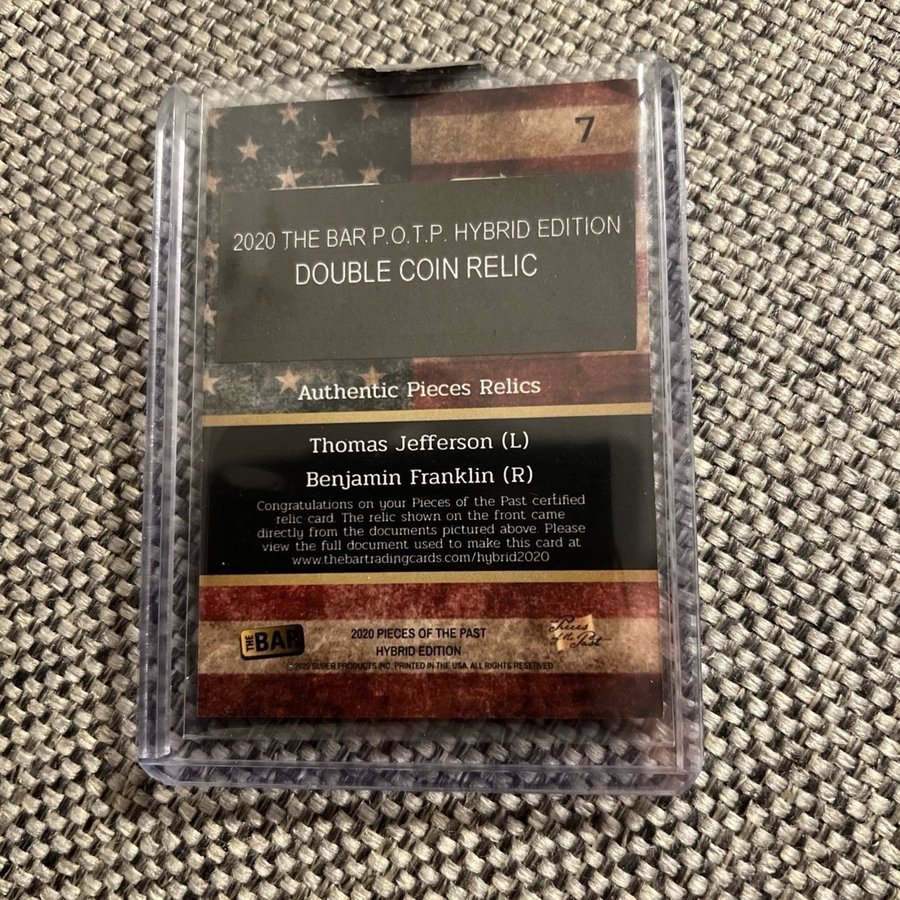 7
2020 THE BAR P.O.T.P. HYBRID EDITION
DOUBLE COIN RELIC
Authentic Pieces Relics
Thomas Jefferson (L)
Benjamin Franklin (R)
Congratulations on your Pieces of the Past certified
relic card. The relic shown on the front came
directly from the documents pictured above. Please
view the full document used to make this card at
www.thebartradingcards.com/hybrid2020
THE BAR
2020 PIECES OF THE PAST
HYBRID EDITION
Pieces
of the Past
©2020 SUPER PRODUCTS INC. PRINTED IN THE USA. ALL RIGHTS RESERVED